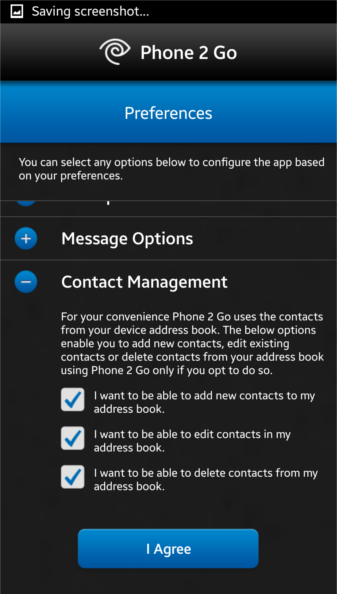 Saving screenshot...
Phone 2 Go
Preferences
You can select any options below to configure the app based
on your preferences.
Message Options
Contact Management
For your convenience Phone 2 Go uses the contacts
from your device address book. The below options
enable you to add new contacts, edit existing
contacts or delete contacts from your address book
using Phone 2 Go only if you opt to do so.
I want to be able to add new contacts to my
address book.
I want to be able to edit contacts in my
address book.
I want to be able to delete contacts from my
address book.
I Agree